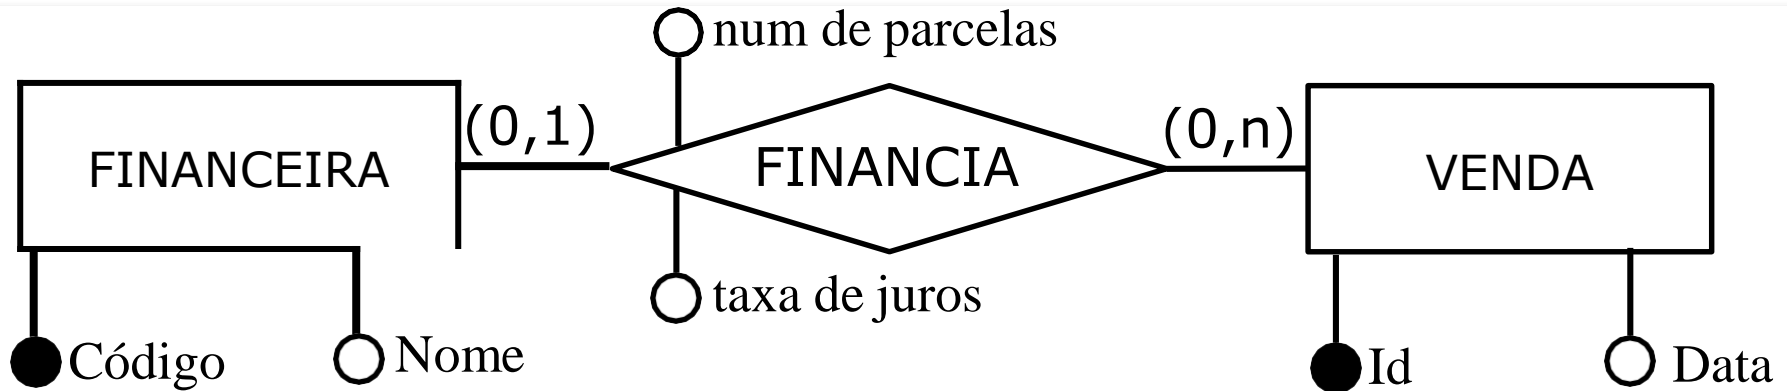 num de parcelas
(0,1)
(0,n)
FINANCEIRA
FINANCIA
VENDA
taxa de juros
Código
Nome
Id
Data